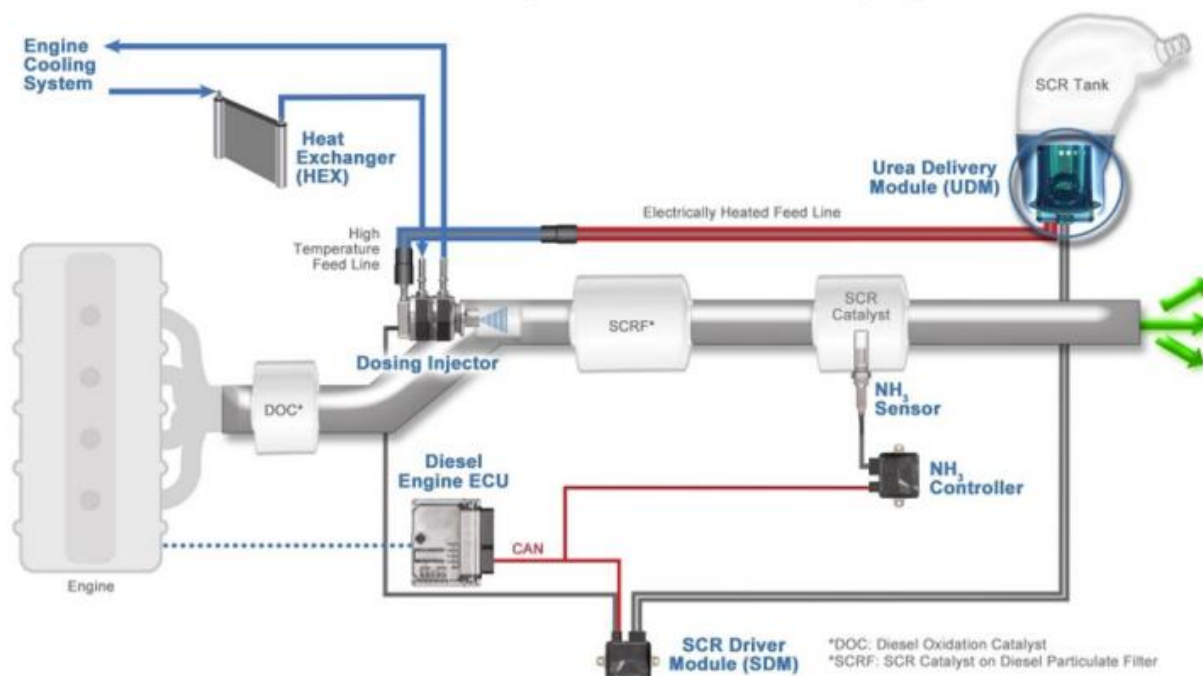 Engine
Cooling
System
Heat
Exchanger
(HEX)
SCR Tank
Urea Delivery
Module (UDM)
Electrically Heated Feed Line
High
Temperature
Feed Line
SCRF*
SCR
Catalyst
Dosing Injector
DOC*
NH₃
Sensor
Diesel
Engine ECU
NH₃
Controller
CAN
Engine
SCR Driver
Module (SDM)
*DOC: Diesel Oxidation Catalyst
*SCRF: SCR Catalyst on Diesel Particulate Filter